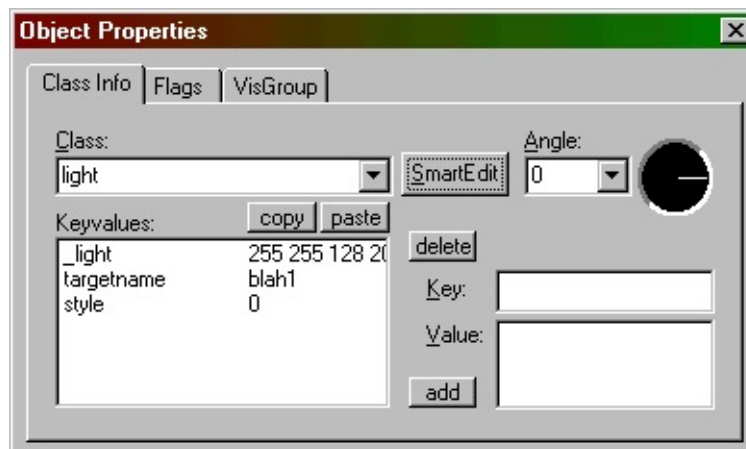 Object Properties
Class Info Flags VisGroup
Class: Angle:
light SmartEdit 0
Keyvalues: copy paste
_light 255 255 128
targetname blah1
style 0
delete
Key:
Value:
add